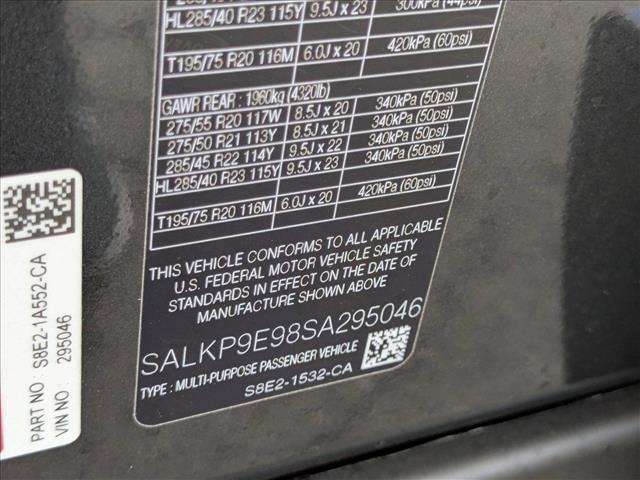 HL285/40 R23 115Y 9.5J x 23 300kPa (44psi)
T195/75 R20 116M 6.0J x 20 420kPa (60psi)
GAWR REAR : 1960kg (4320lb)
275/55 R20 117W 8.5J x 20 340kPa (50psi)
275/50 R21 113Y 8.5J x 21 340kPa (50psi)
285/45 R22 114Y 9.5J x 22 340kPa (50psi)
HL285/40 R23 115Y 9.5J x 23 340kPa (50psi)
T195/75 R20 116M 6.0J x 20 420kPa (60psi)
THIS VEHICLE CONFORMS TO ALL APPLICABLE
U.S. FEDERAL MOTOR VEHICLE SAFETY
STANDARDS IN EFFECT ON THE DATE OF
MANUFACTURE SHOWN ABOVE
SALKP9E98SA295046
TYPE : MULTI-PURPOSE PASSENGER VEHICLE
S8E2-1532-CA
PART NO : S8E2-1A552-CA
VIN NO : 295046